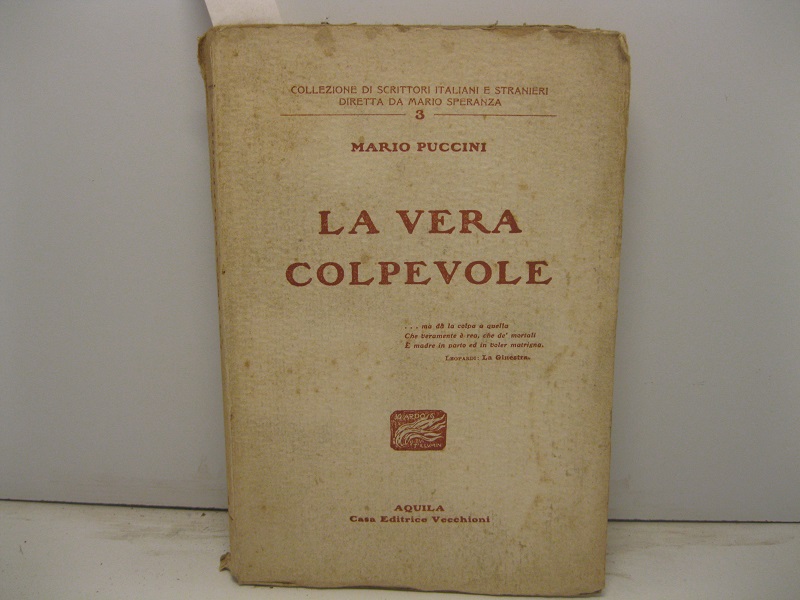 COLLEZIONE DI SCRITTORI ITALIANI E STRANIERI
DIRETTA DA MARIO SPERANZA
3
MARIO PUCCINI
LA VERA
COLPEVOLE
. . . ma dà la colpa a quella
Che veramente è rea, che de' mortali
È madre in parto ed in voler matrigna.
LEOPARDI: LA GINESTRA.
AQUILA
Casa Editrice Vecchioni